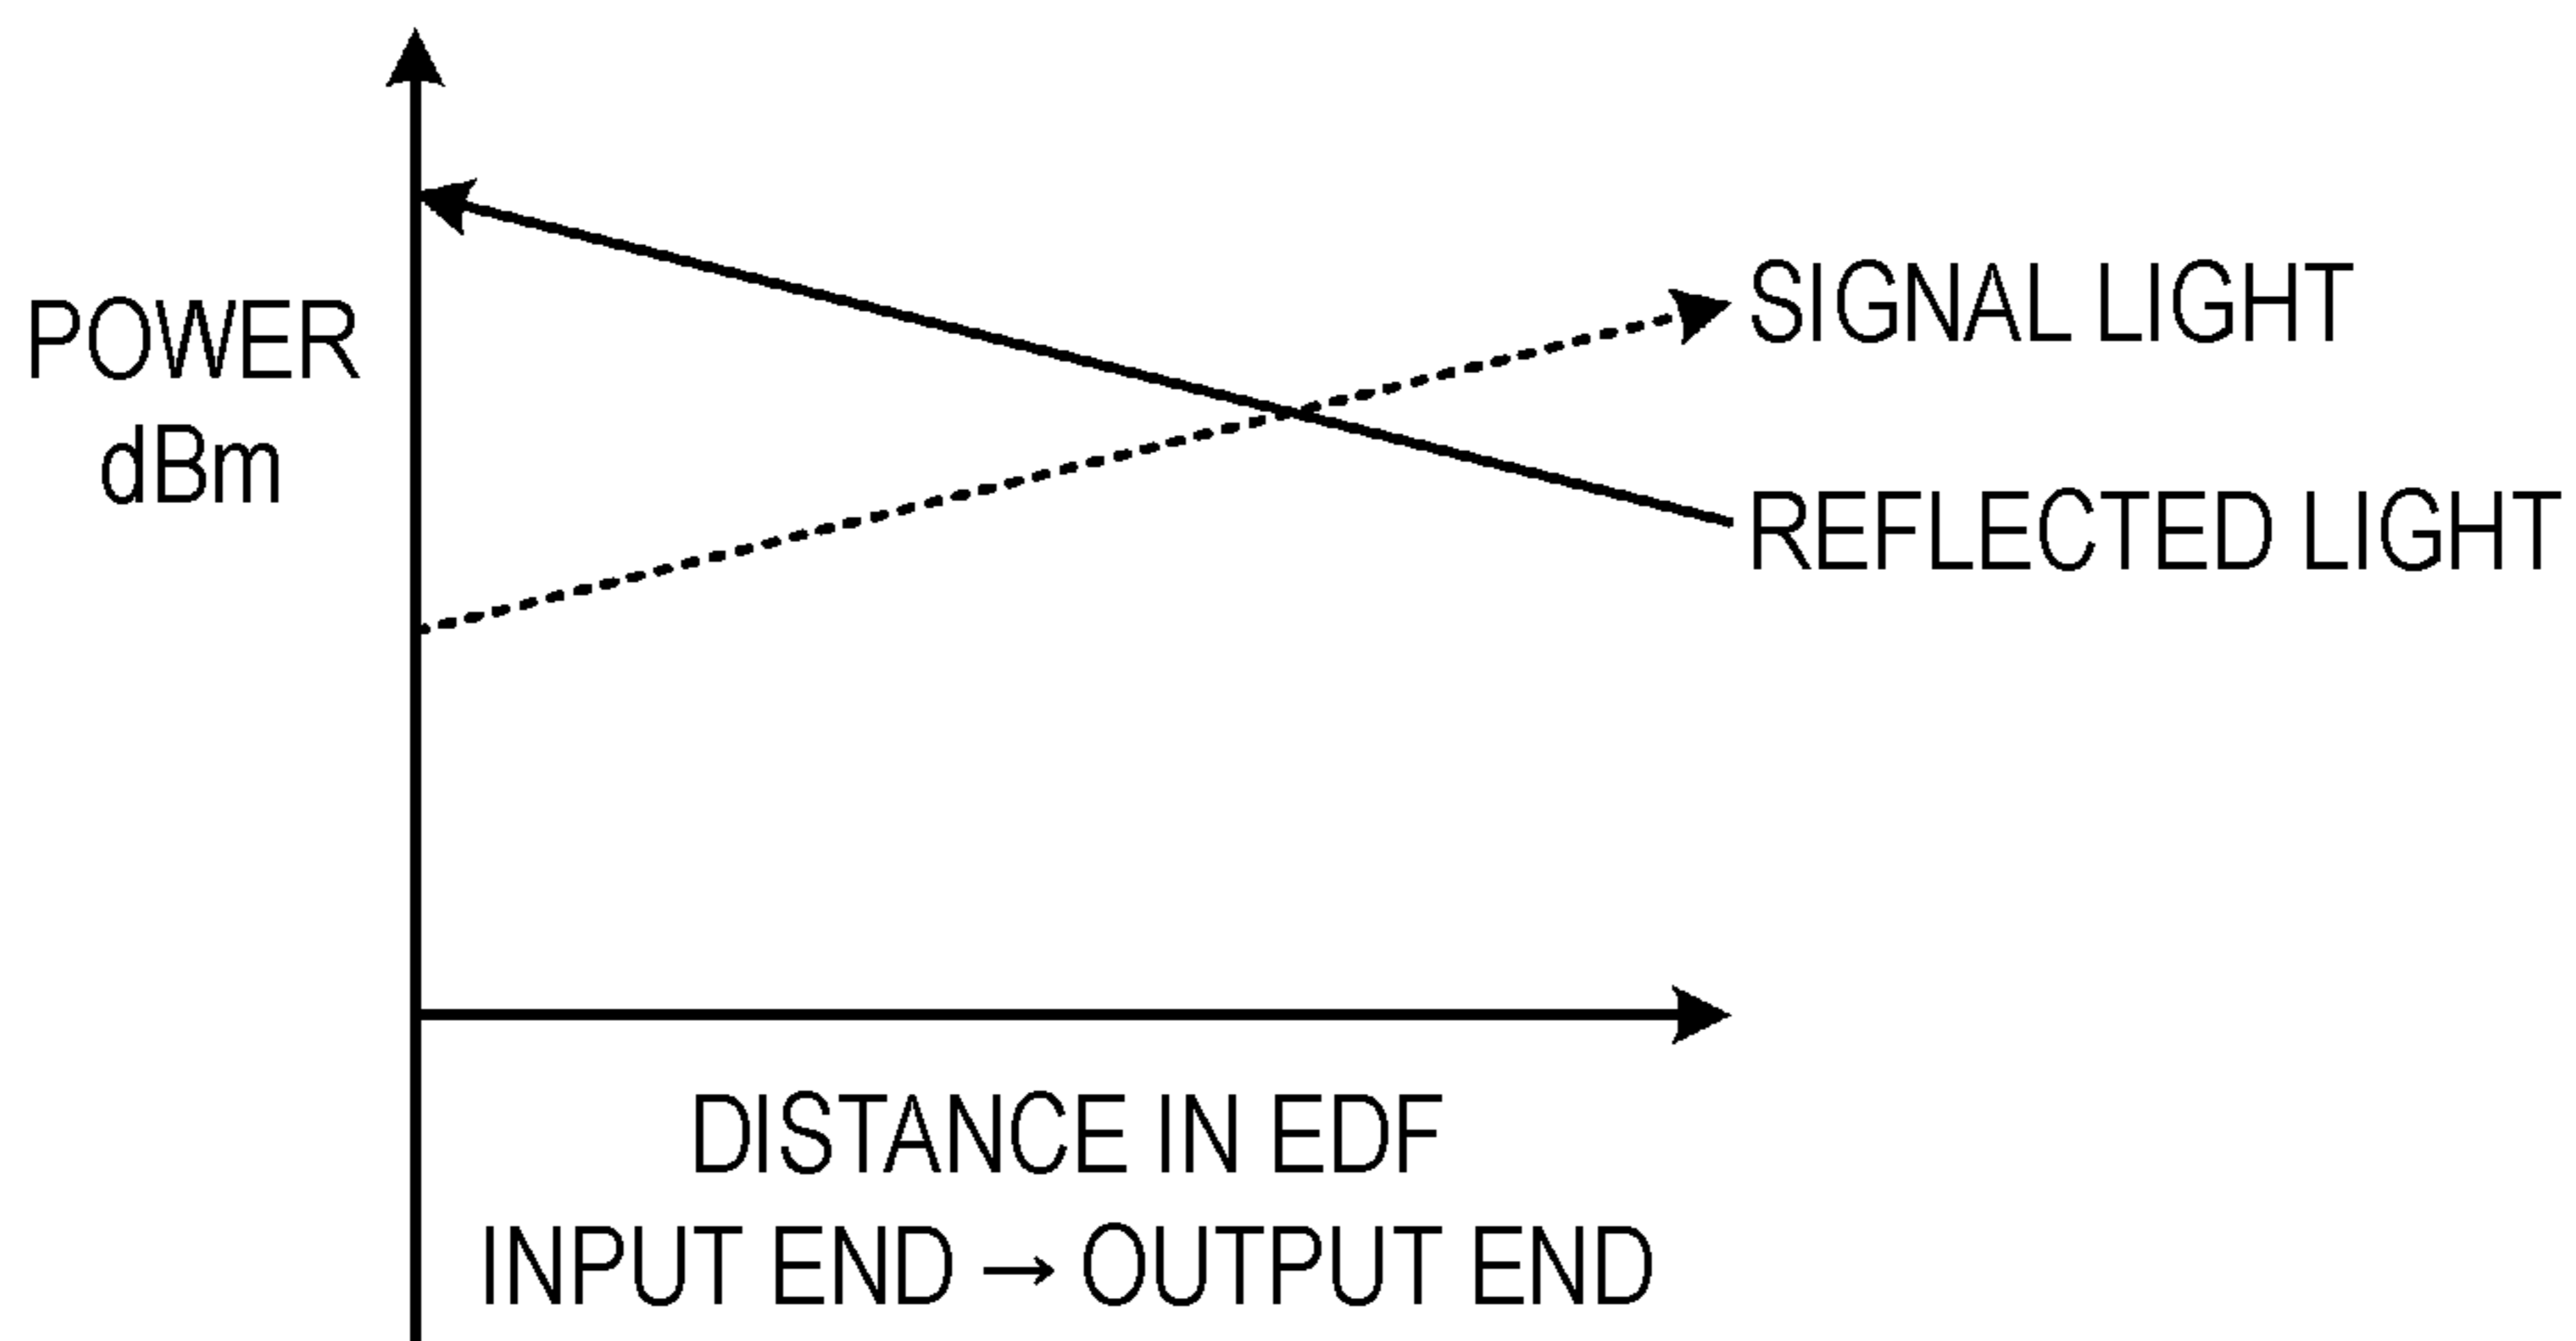 POWER
dBm
SIGNAL LIGHT
REFLECTED LIGHT
DISTANCE IN EDF
INPUT END → OUTPUT END